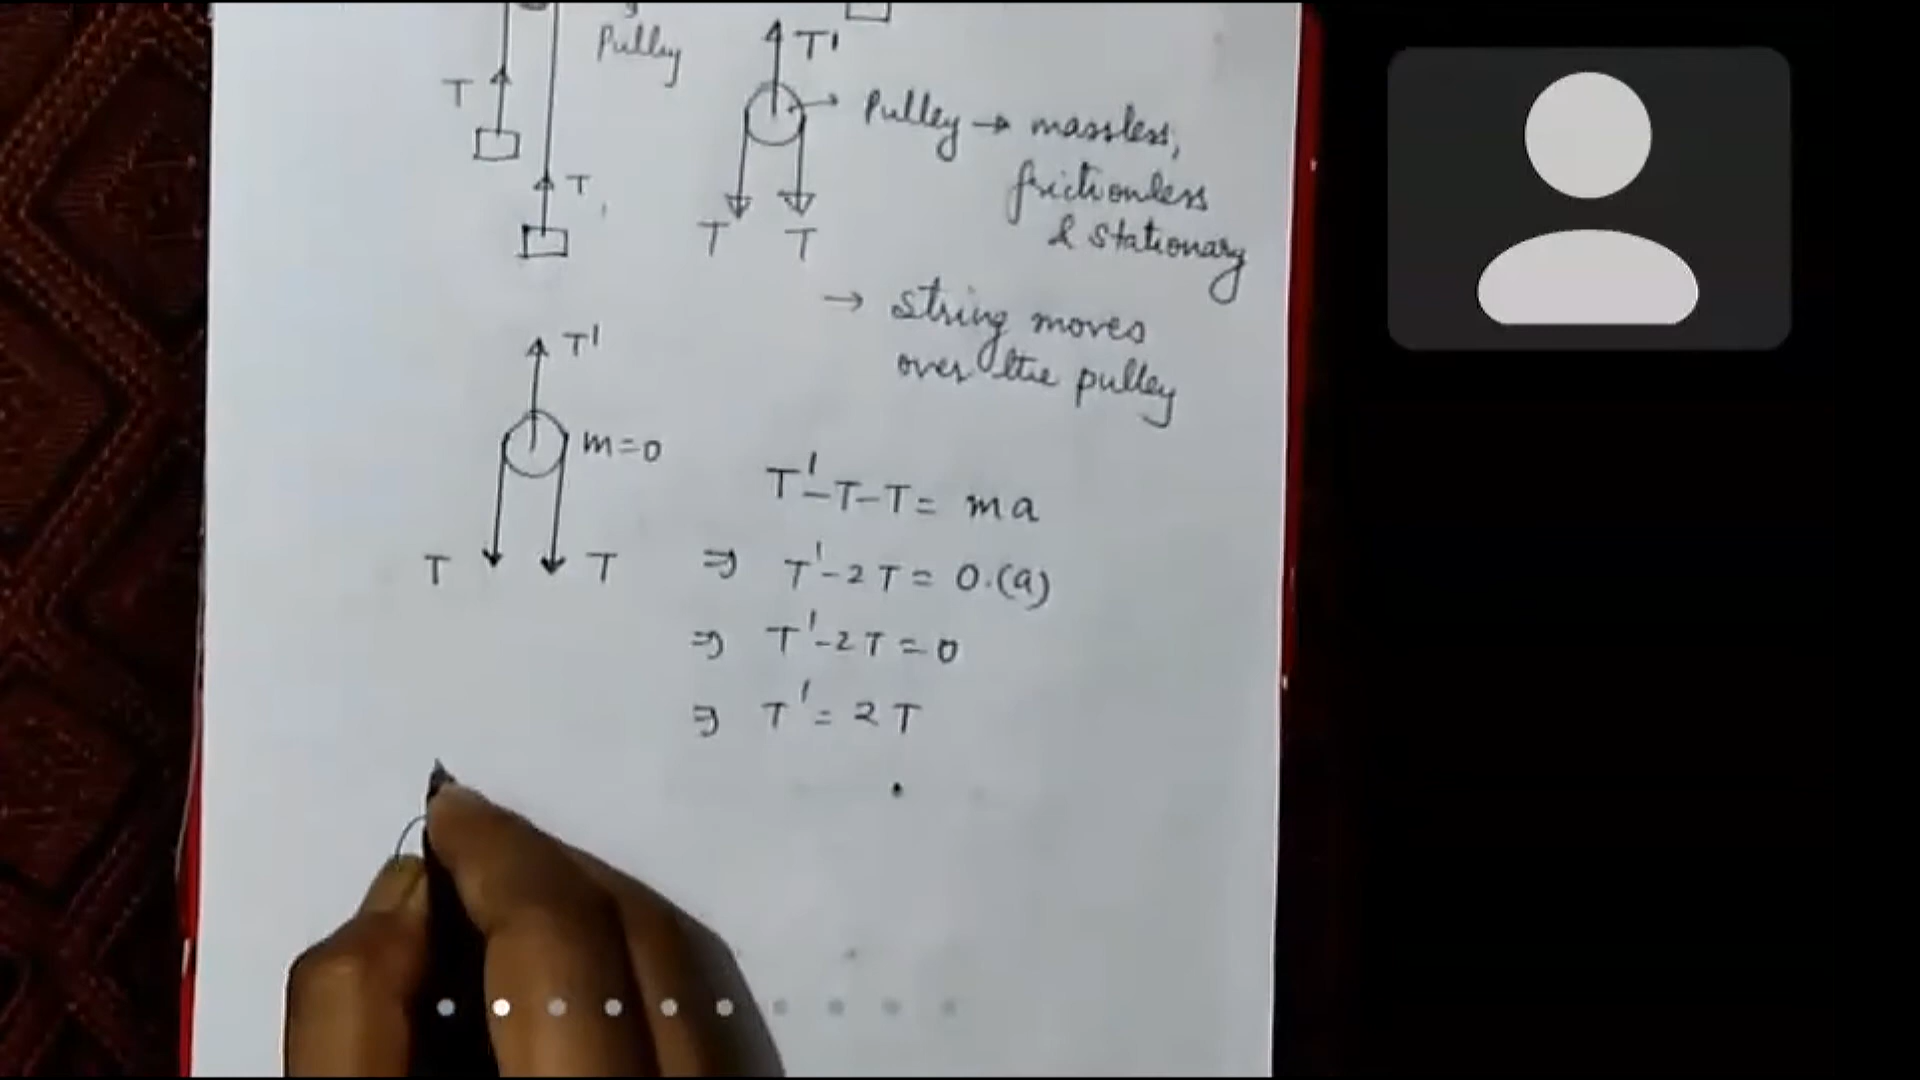 Pulley
T'
T
Pulley → massless,
frictionless
& stationary
T
T T
→ string moves
over the pulley
T'
m=0
T'-T-T= ma
T T
⇒ T'-2T= 0.(a)
⇒ T'-2T=0
⇒ T'= 2T